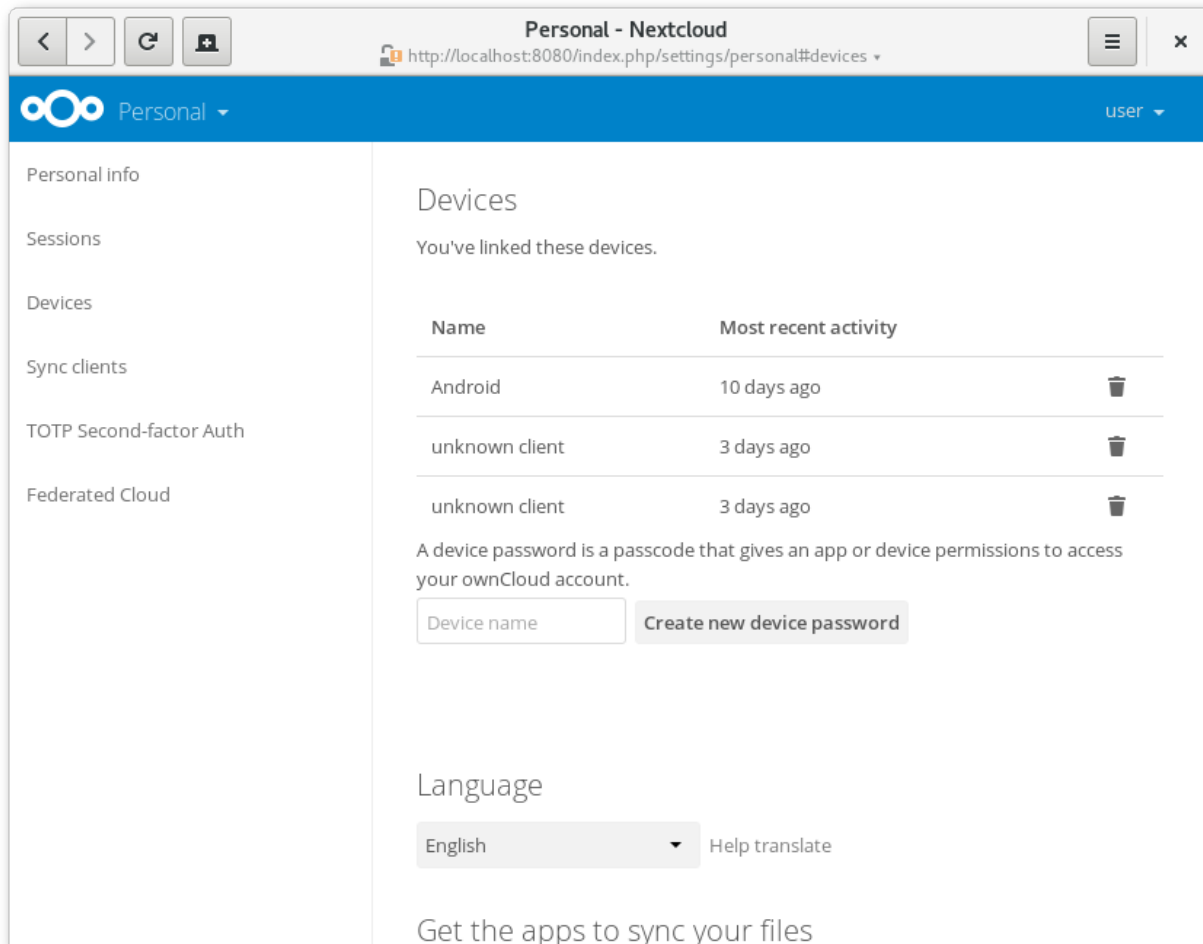 Personal - Nextcloud
http://localhost:8080/index.php/settings/personal#devices
Personal
user
Personal info
Sessions
Devices
Sync clients
TOTP Second-factor Auth
Federated Cloud
Devices
You've linked these devices.
Name Most recent activity
Android 10 days ago
unknown client 3 days ago
unknown client 3 days ago
A device password is a passcode that gives an app or device permissions to access
your ownCloud account.
Device name Create new device password
Language
English Help translate
Get the apps to sync your files